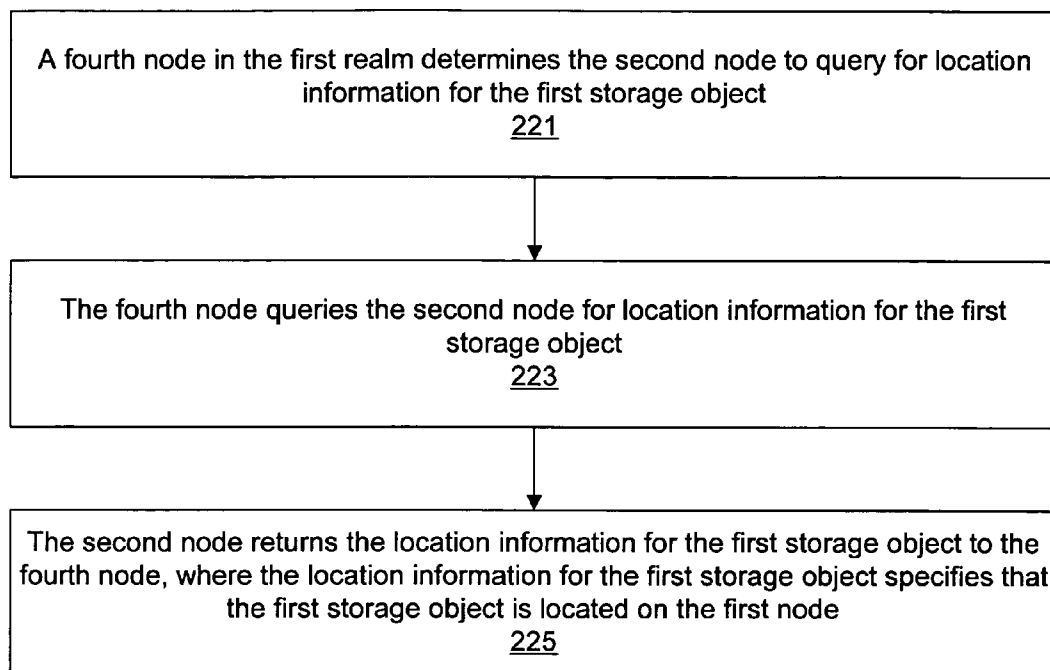 A fourth node in the first realm determines the second node to query for location
information for the first storage object
221
The fourth node queries the second node for location information for the first
storage object
223
The second node returns the location information for the first storage object to the
fourth node, where the location information for the first storage object specifies that
the first storage object is located on the first node
225